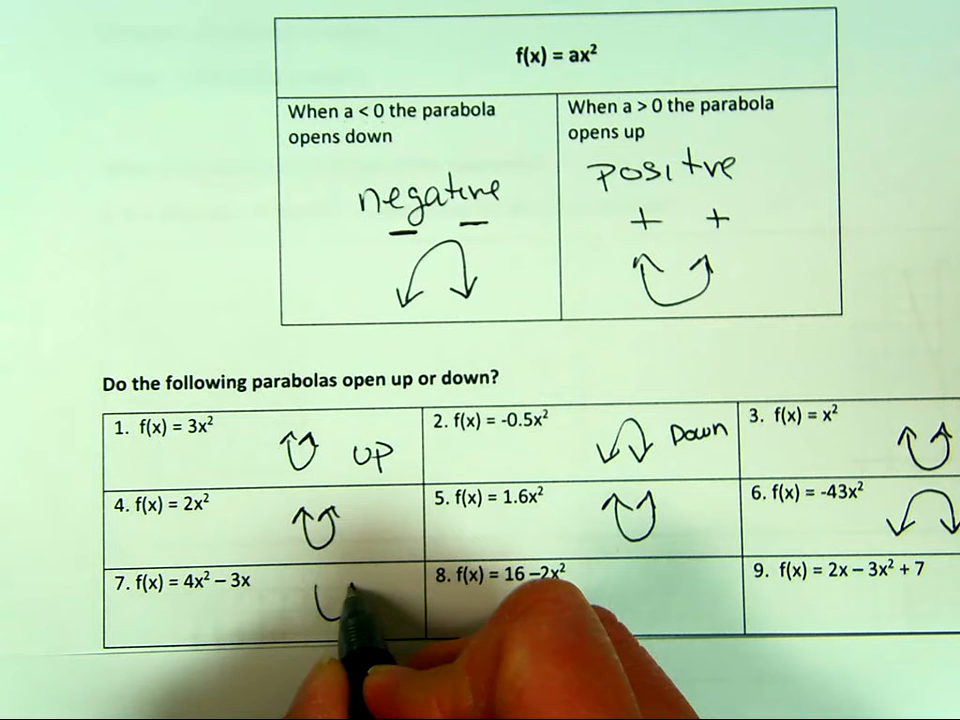 f(x) = ax²
When a < 0 the parabola
opens down
negative
When a > 0 the parabola
opens up
positive
+ +
Do the following parabolas open up or down?
1. f(x) = 3x² UP
2. f(x) = -0.5x² Down
3. f(x) = x²
4. f(x) = 2x²
5. f(x) = 1.6x²
6. f(x) = -43x²
7. f(x) = 4x² – 3x
8. f(x) = 16 –2x²
9. f(x) = 2x – 3x² + 7